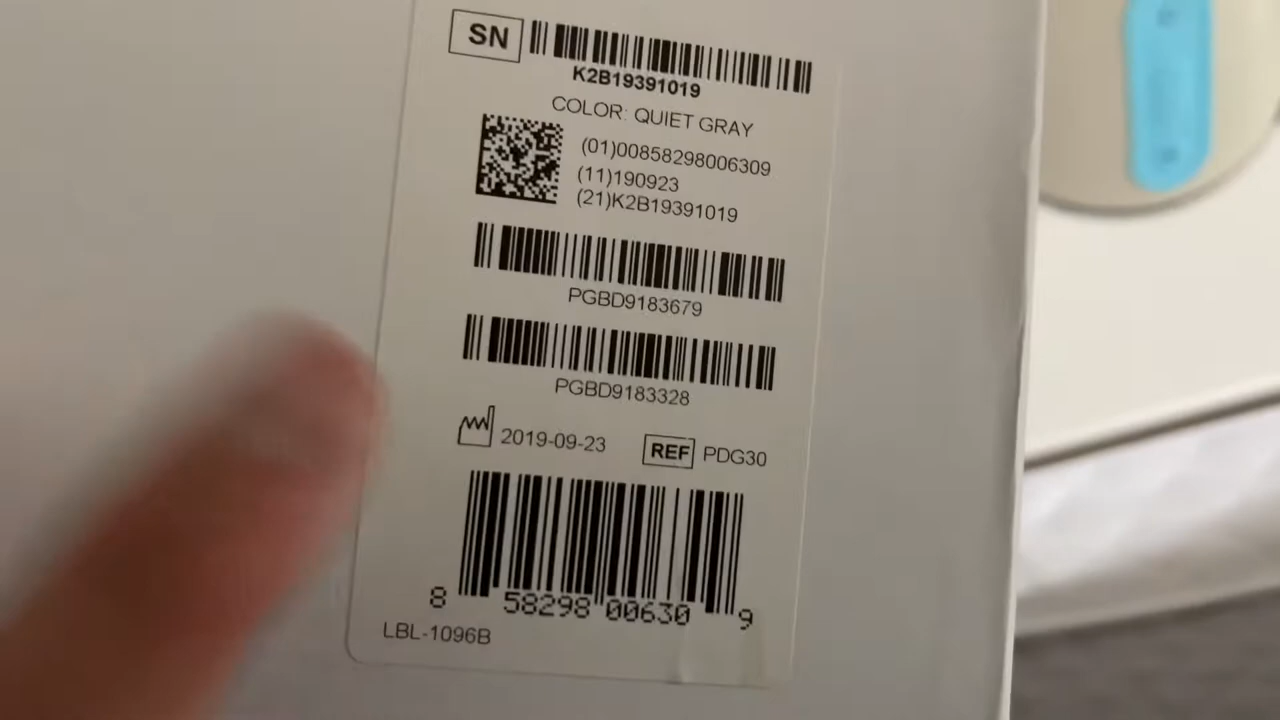 SN
K2B19391019
COLOR: QUIET GRAY
(01)00858298006309
(11)190923
(21)K2B19391019
PGBD9183679
PGBD9183328
2019-09-23 REF PDG30
8 58298 00630 9
LBL-1096B